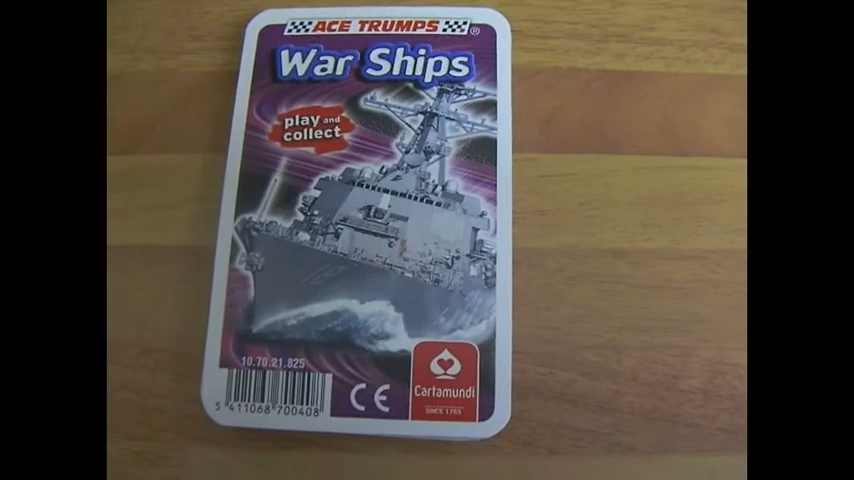 ACE TRUMPS®
War Ships
play and
collect
10.70.21.825
5 411068 700408
CE
Cartamundi
SINCE 1765